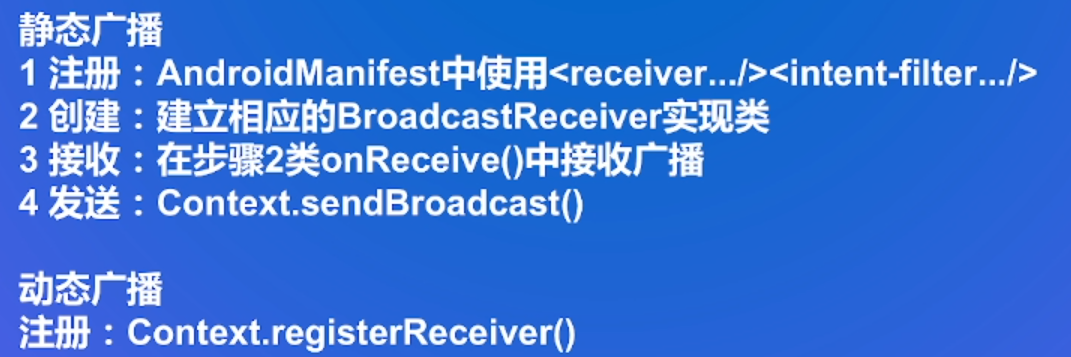 静态广播
1 注册：AndroidManifest中使用<receiver.../><intent-filter.../>
2 创建：建立相应的BroadcastReceiver实现类
3 接收：在步骤2类onReceive()中接收广播
4 发送：Context.sendBroadcast()
动态广播
注册：Context.registerReceiver()